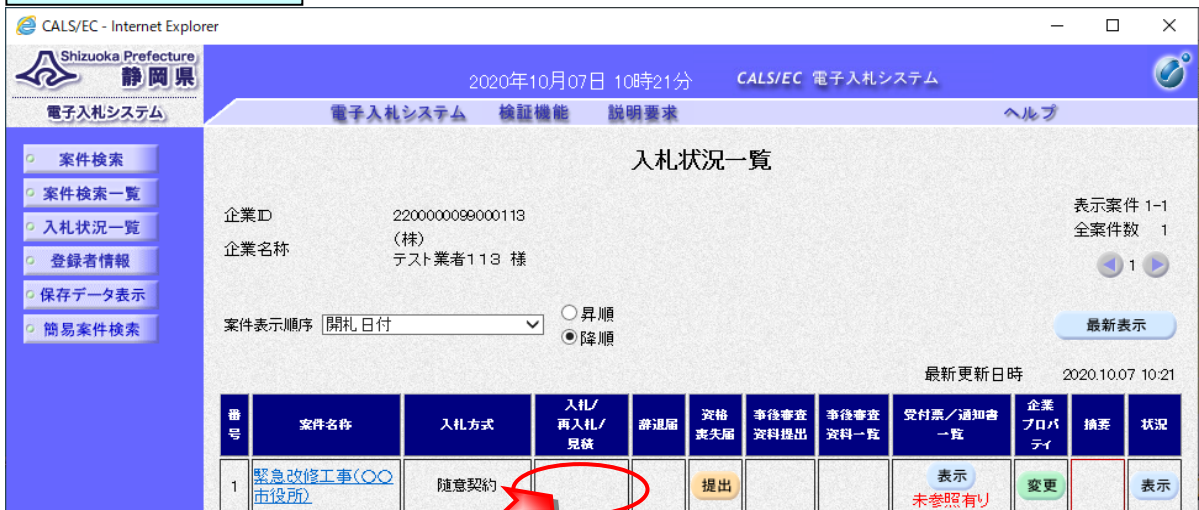 CALS/EC - Internet Explorer
Shizuoka Prefecture
静岡県
2020年10月07日 10時21分
CALS/EC 電子入札システム
電子入札システム
電子入札システム
検証機能
説明要求
ヘルプ
案件検索
案件検索一覧
入札状況一覧
登録者情報
保存データ表示
簡易案件検索
入札状況一覧
企業ID
2200000099000113
企業名称
(株)
テスト業者113 様
表示案件 1-1
全案件数 1
1
案件表示順序
開札日付
昇順
降順
最新表示
最新更新日時
2020.10.07 10:21
番
号
案件名称
入札方式
入札/
再入札/
見積
辞退届
資格
喪失届
事後審査
資料提出
事後審査
資料一覧
受付票/通知書
一覧
企業
プロパ
ティ
摘要
状況
1
緊急改修工事(〇〇
市役所)
随意契約
提出
表示
未参照有り
変更
表示